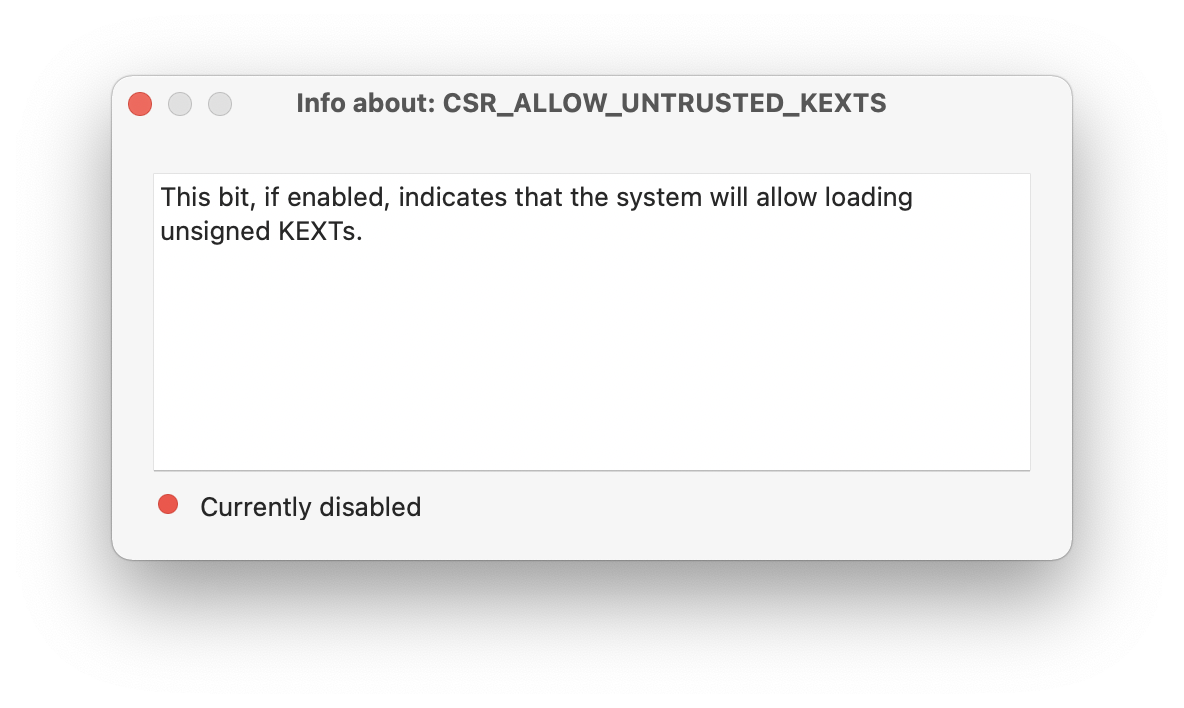 Info about: CSR_ALLOW_UNTRUSTED_KEXTS
This bit, if enabled, indicates that the system will allow loading
unsigned KEXTs.
Currently disabled